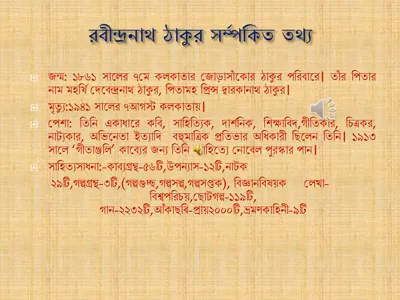 রবীন্দ্রনাথ ঠাকুর সর্ম্পকিত তথ্য
জন্ম: ১৮৬১ সালের ৭মে কলকাতার জোড়াসাঁকোর ঠাকুর পরিবারে। তাঁর পিতার
নাম মহর্ষি দেবেন্দ্রনাথ ঠাকুর, পিতামহ প্রিন্স দ্বারকানাথ ঠাকুর।
মৃত্যু:১৯৪১ সালের ৭আগস্ট কলকাতায়।
পেশা: তিনি একাধারে কবি, সাহিত্যিক, দার্শনিক, শিক্ষাবিদ,গীতিকার, চিত্রকর,
নাট্যকার, অভিনেতা ইত্যাদি বহুমাত্রিক প্রতিভার অধিকারী ছিলেন তিনি। ১৯১৩
সালে ‘গীতাঞ্জলি’ কাব্যের জন্য তিনি সাহিত্যে নোবেল পুরস্কার পান।
সাহিত্যসাধনা:-কাব্যগ্রন্থ-৫৬টি,উপন্যাস-১২টি,নাটক
২৯টি,গল্পগ্রন্থ-৩টি,(গল্পগুচ্ছ,গল্পসল্প,গল্পসপ্তক), বিজ্ঞানবিষয়ক লেখা-
বিশ্বপরিচয়,ছোটগল্প-১১৯টি,
গান-২২৩২টি,আঁকাছবি-প্রায়২০০০টি,ভ্রমণকাহিনী-৯টি